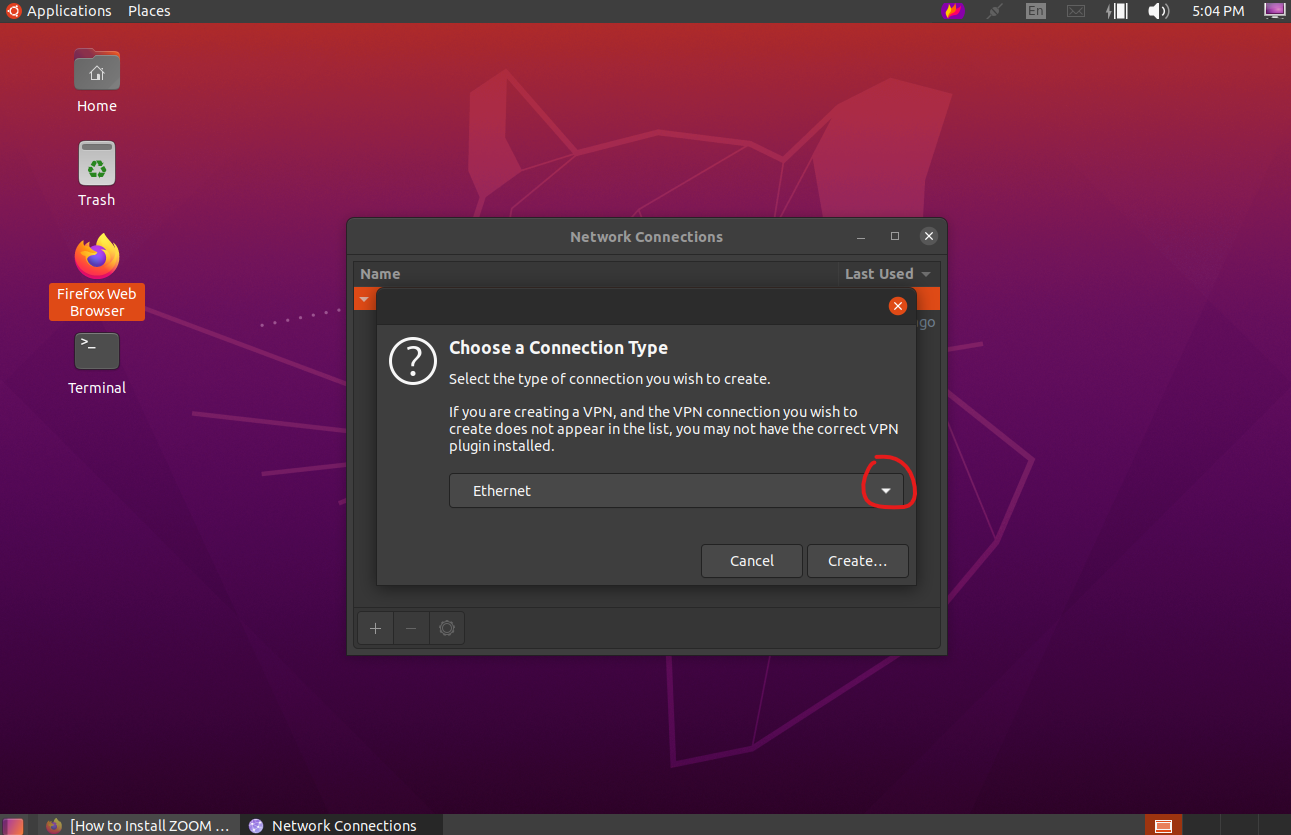 Applications Places
En
5:04 PM
Home
Trash
Firefox Web
Browser
>_
Terminal
Network Connections
Name
Last Used
go
Choose a Connection Type
Select the type of connection you wish to create.
If you are creating a VPN, and the VPN connection you wish to
create does not appear in the list, you may not have the correct VPN
plugin installed.
Ethernet
Cancel
Create...
[How to Install ZOOM ...
Network Connections